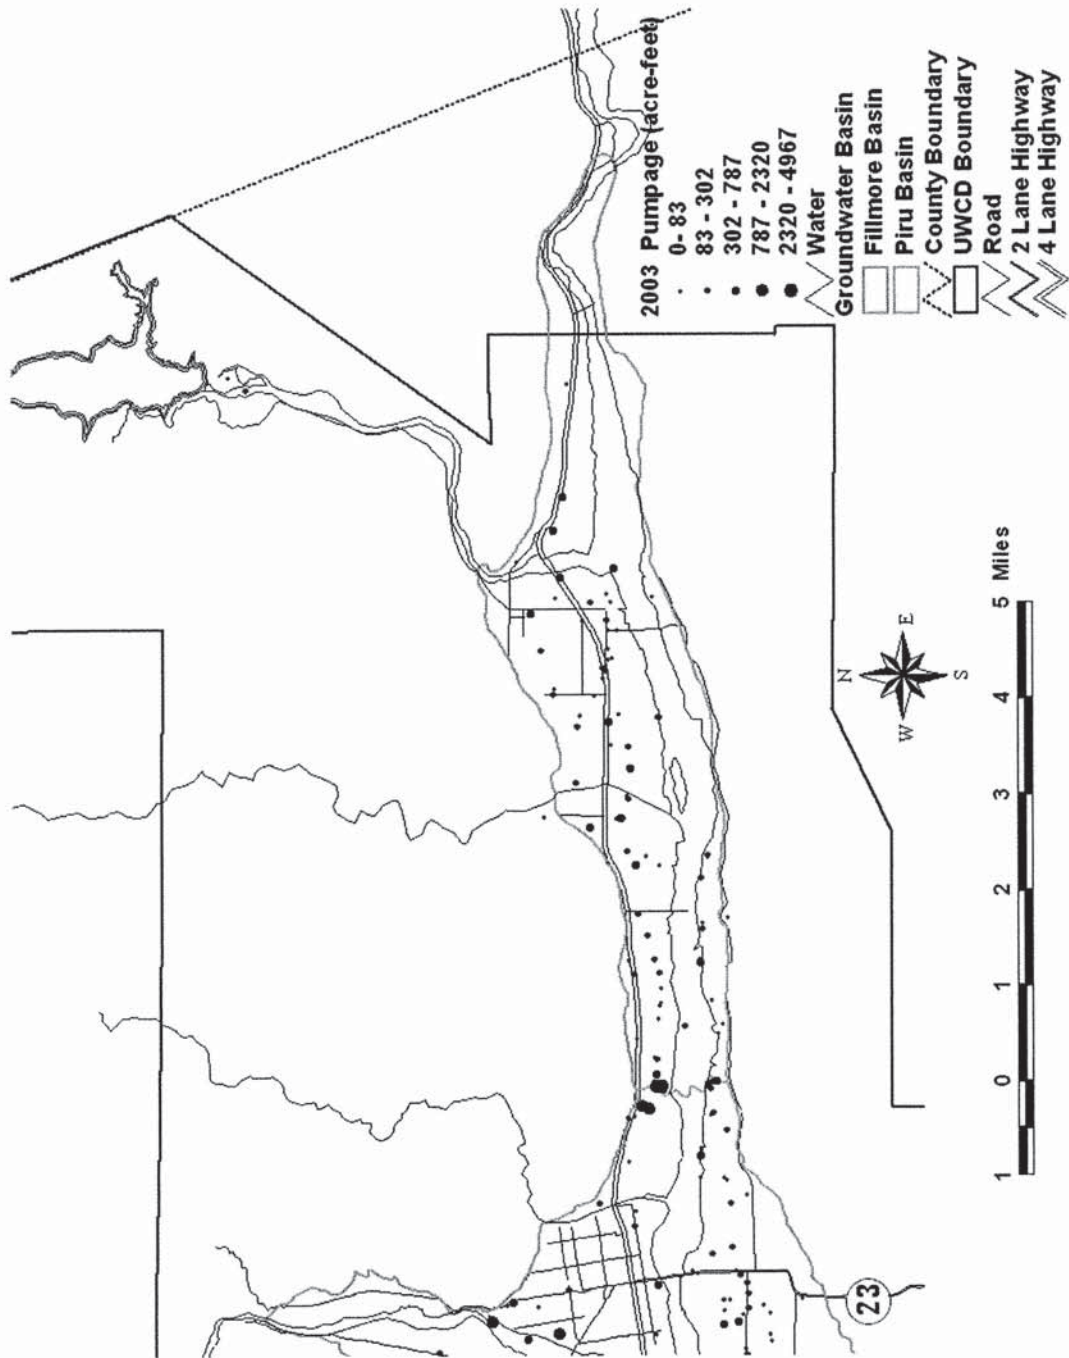 2003 Pumpage (acre-feet)
0- 83
83 - 302
302 - 787
787 - 2320
2320 - 4967
Water
Groundwater Basin
Fillmore Basin
Piru Basin
County Boundary
UWCD Boundary
Road
2 Lane Highway
4 Lane Highway
N
W
E
S
1 0 1 2 3 4 5 Miles
23